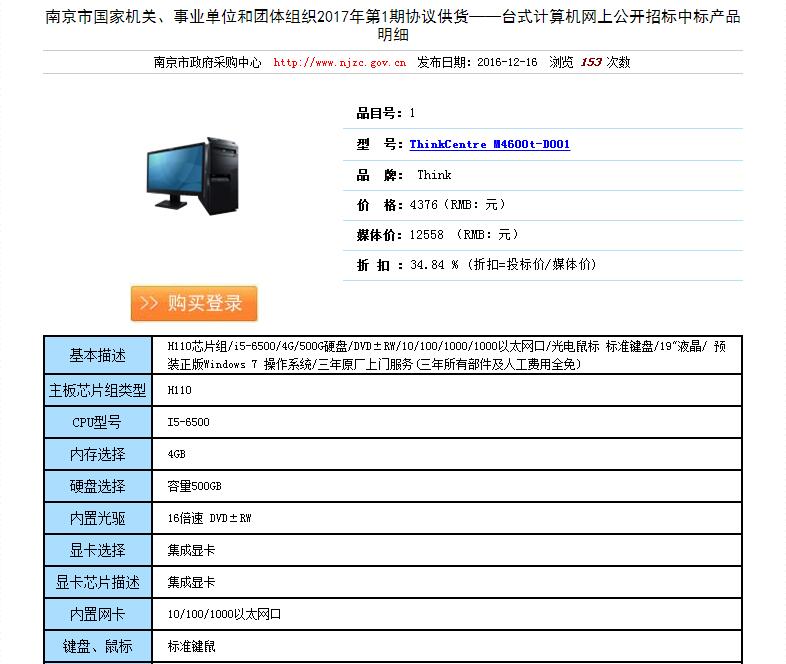 南京市国家机关、事业单位和团体组织2017年第1期协议供货——台式计算机网上公开招标中标产品
明细
南京市政府采购中心 http://www.njzc.gov.cn 发布日期：2016-12-16 浏览 153 次数
品目号：1
型 号：ThinkCentre M4600t-D001
品 牌： Think
价 格：4376（RMB：元）
媒体价：12558 （RMB：元）
折 扣 ：34.84 % (折扣=投标价/媒体价)
>> 购买登录
基本描述 H110芯片组/i5-6500/4G/500G硬盘/DVD±RW/10/100/1000/1000以太网口/光电鼠标 标准键盘/19"液晶/ 预
装正版Windows 7 操作系统/三年原厂上门服务(三年所有部件及人工费用全免)
主板芯片组类型 H110
CPU型号 I5-6500
内存选择 4GB
硬盘选择 容量500GB
内置光驱 16倍速 DVD±RW
显卡选择 集成显卡
显卡芯片描述 集成显卡
内置网卡 10/100/1000以太网口
键盘、鼠标 标准键鼠